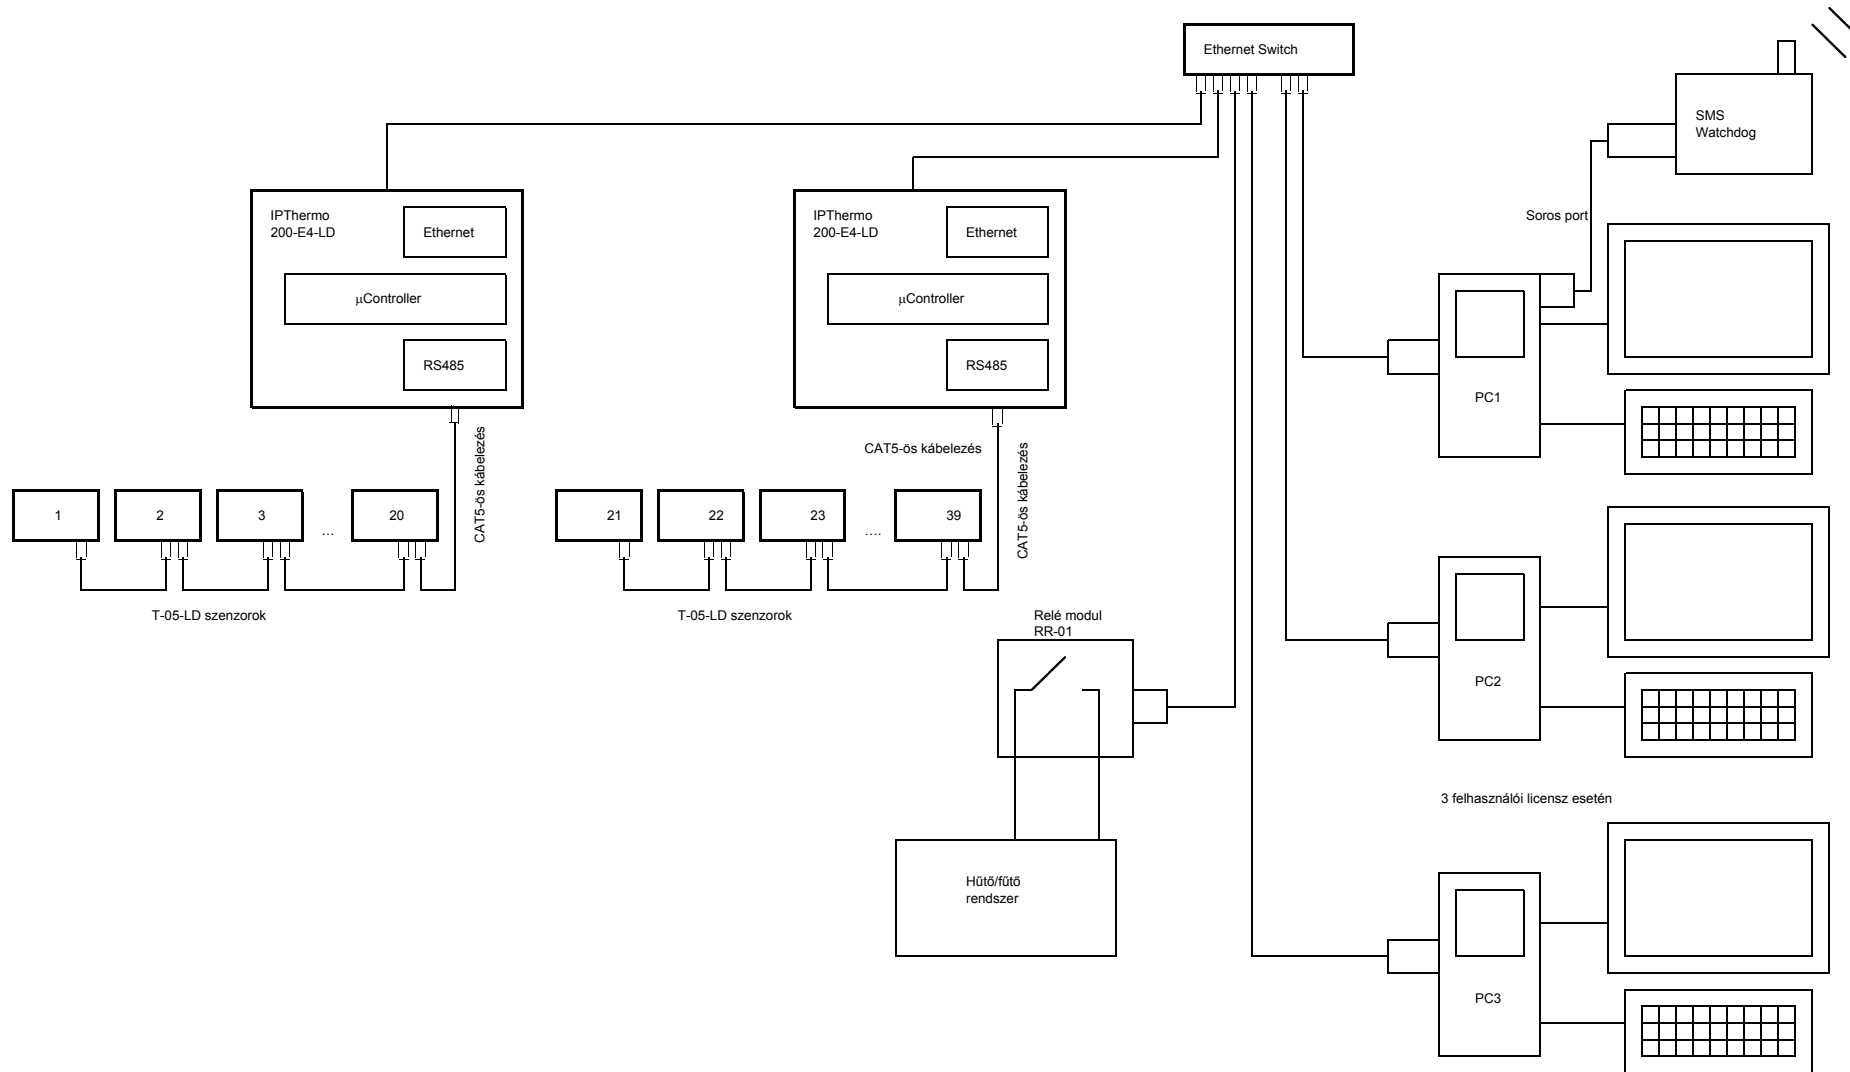 Ethernet Switch
SMS
Watchdog
Soros port
IPThermo
200-E4-LD
Ethernet
µController
RS485
IPThermo
200-E4-LD
Ethernet
µController
RS485
CAT5-ös kábelezés
CAT5-ös kábelezés
CAT5-ös kábelezés
PC1
1
2
3
...
20
21
22
23
....
39
T-05-LD szenzorok
T-05-LD szenzorok
Relé modul
RR-01
PC2
3 felhasználói licensz esetén
Hűtő/fűtő
rendszer
PC3